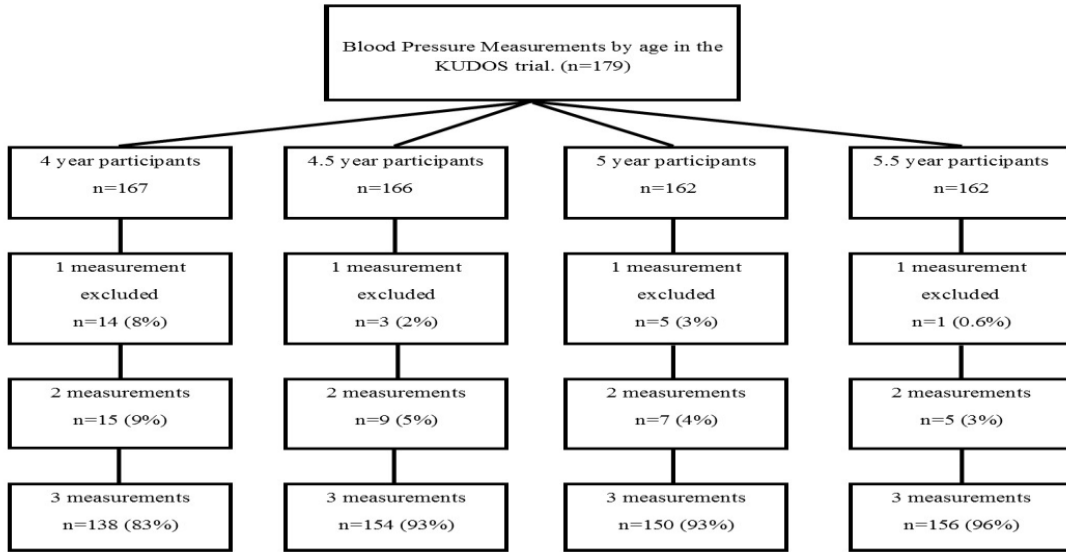 Blood Pressure Measurements by age in the
KUDOS trial. (n=179)
4 year participants
n=167
4.5 year participants
n=166
5 year participants
n=162
5.5 year participants
n=162
1 measurement
excluded
n=14 (8%)
1 measurement
excluded
n=3 (2%)
1 measurement
excluded
n=5 (3%)
1 measurement
excluded
n=1 (0.6%)
2 measurements
n=15 (9%)
2 measurements
n=9 (5%)
2 measurements
n=7 (4%)
2 measurements
n=5 (3%)
3 measurements
n=138 (83%)
3 measurements
n=154 (93%)
3 measurements
n=150 (93%)
3 measurements
n=156 (96%)